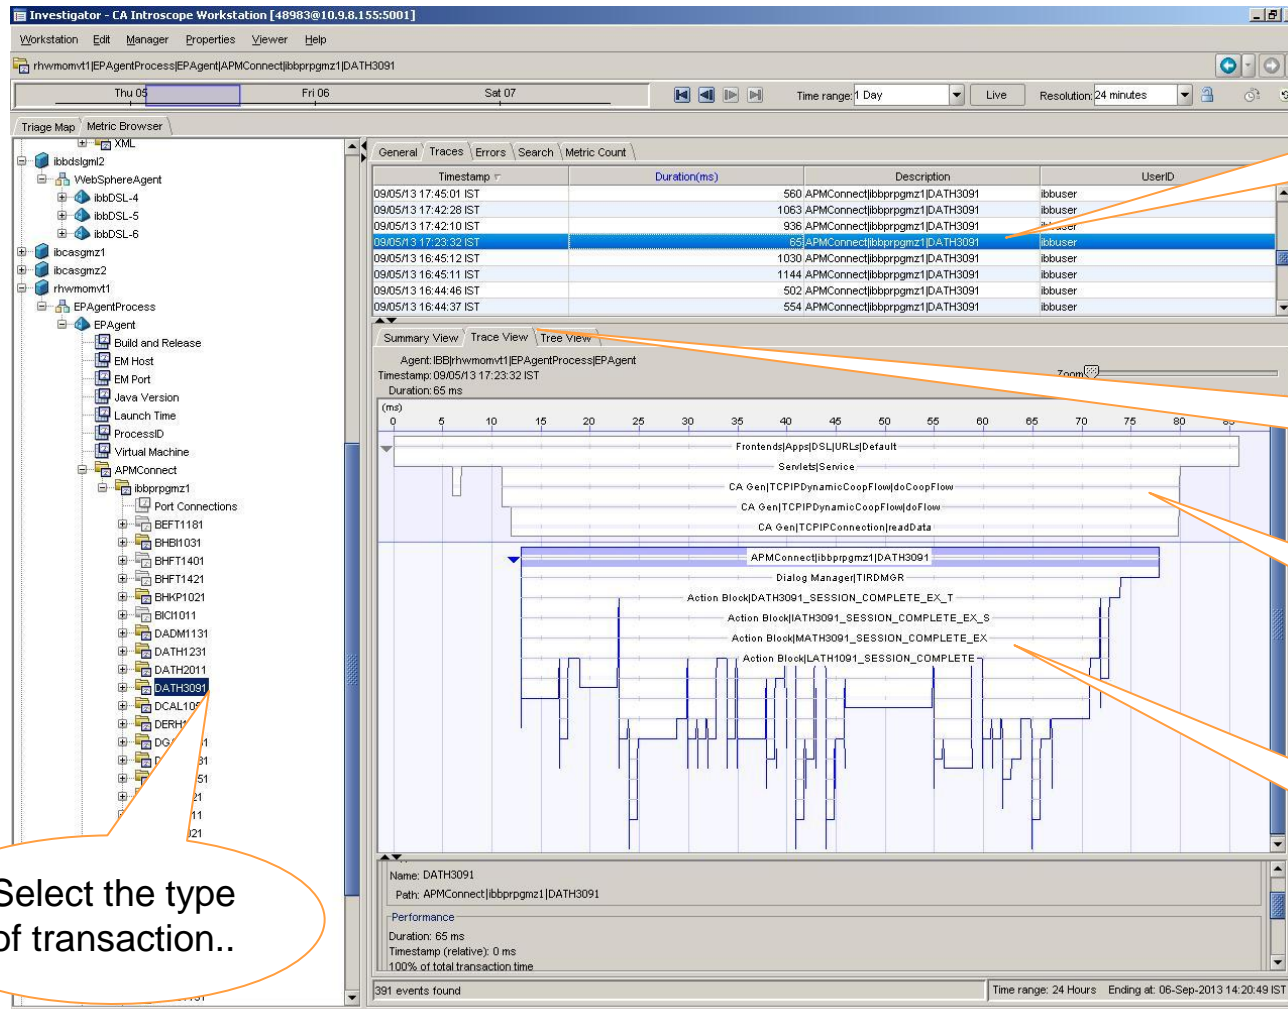 Investigator - CA Introscope Workstation [48983@10.9.8.155:5001]
Workstation Edit Manager Properties Viewer Help
rhwmomvt1|EPAgentProcess|EPAgent|APMConnect|ibbprpgmz1|DATH3091
Thu 05 Fri 06 Sat 07 Time range: 1 Day Live Resolution: 24 minutes
Triage Map Metric Browser
XML
ibbdslgml2
WebSphereAgent
ibbDSL-4
ibbDSL-5
ibbDSL-6
ibcasgmz1
ibcasgmz2
rhwmomvt1
EPAgentProcess
EPAgent
Build and Release
EM Host
EM Port
Java Version
Launch Time
ProcessID
Virtual Machine
APMConnect
ibbprpgmz1
Port Connections
BEFT1181
BHBI1031
BHFT1401
BHFT1421
BHKP1021
BICI1011
DADM1131
DATH1231
DATH2011
DATH3091
Select the type
of transaction..
General Traces Errors Search Metric Count
Timestamp Duration(ms) Description UserID
09/05/13 17:45:01 IST 560 APMConnect|ibbprpgmz1|DATH3091 ibbuser
09/05/13 17:42:28 IST 1063 APMConnect|ibbprpgmz1|DATH3091 ibbuser
09/05/13 17:42:10 IST 936 APMConnect|ibbprpgmz1|DATH3091 ibbuser
09/05/13 17:23:32 IST 65 APMConnect|ibbprpgmz1|DATH3091 ibbuser
09/05/13 16:45:12 IST 1030 APMConnect|ibbprpgmz1|DATH3091 ibbuser
09/05/13 16:45:11 IST 1144 APMConnect|ibbprpgmz1|DATH3091 ibbuser
09/05/13 16:44:46 IST 502 APMConnect|ibbprpgmz1|DATH3091 ibbuser
09/05/13 16:44:37 IST 554 APMConnect|ibbprpgmz1|DATH3091 ibbuser
Summary View Trace View Tree View
Agent: IBB|rhwmomvt1|EPAgentProcess|EPAgent
Timestamp: 09/05/13 17:23:32 IST
Zoom
Duration: 65 ms
(ms)
0 5 10 15 20 25 30 35 40 45 50 55 60 65 70 75 80 85
Frontends|Apps|DSL|URLs|Default
Servlets|Service
CA Gen|TCPIPDynamicCoopFlow|doCoopFlow
CA Gen|TCPIPDynamicCoopFlow|doFlow
CA Gen|TCPIPConnection|readData
APMConnect|ibbprpgmz1|DATH3091
Dialog Manager|TIRDMGR
Action Block|DATH3091_SESSION_COMPLETE_EX_T
Action Block|IATH3091_SESSION_COMPLETE_EX_S
Action Block|MATH3091_SESSION_COMPLETE_EX
Action Block|LATH1091_SESSION_COMPLETE
Name: DATH3091
Path: APMConnect|ibbprpgmz1|DATH3091
Performance
Duration: 65 ms
Timestamp (relative): 0 ms
100% of total transaction time
391 events found
Time range: 24 Hours Ending at: 06-Sep-2013 14:20:49 IST